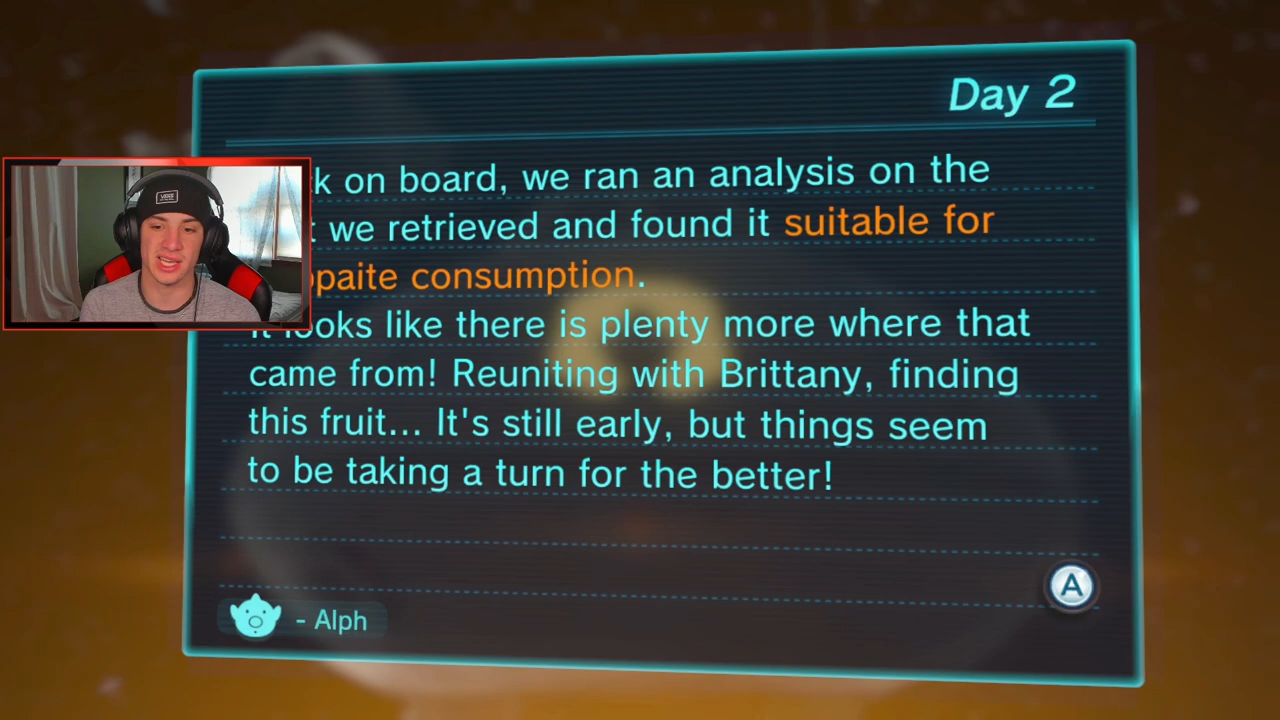 Day 2
k on board, we ran an analysis on the
t we retrieved and found it suitable for
ppaite consumption.
It looks like there is plenty more where that
came from! Reuniting with Brittany, finding
this fruit... It's still early, but things seem
to be taking a turn for the better!
A
- Alph
VANS